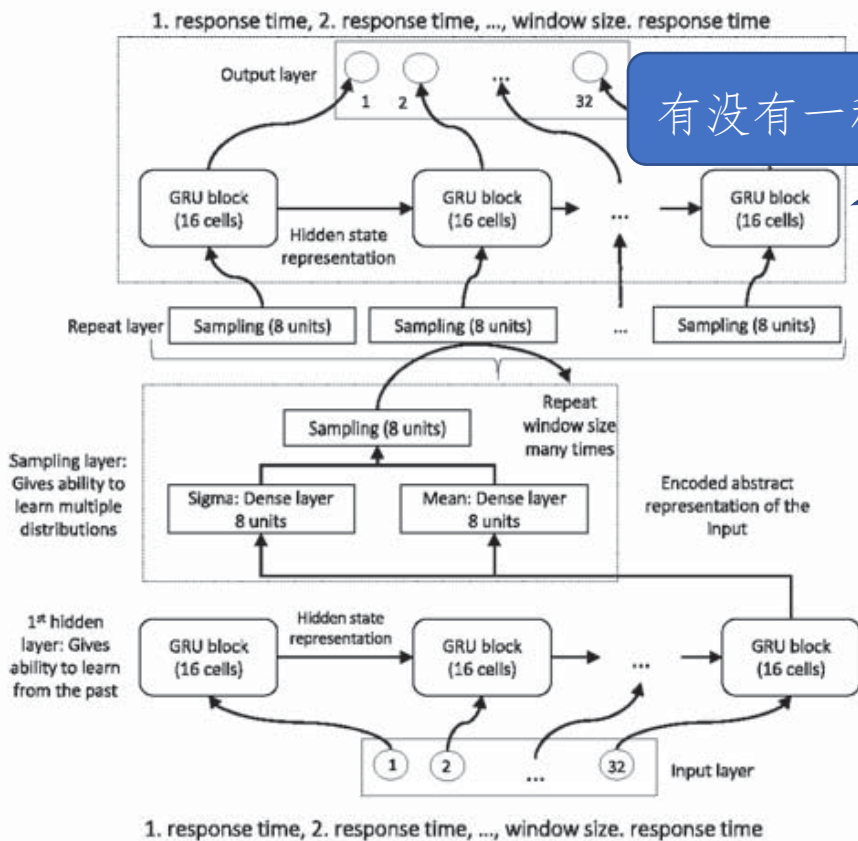 1. response time, 2. response time, ..., window size. response time
Output layer
1
2
...
32
有没有一
GRU block
(16 cells)
Hidden state
representation
GRU block
(16 cells)
...
GRU block
(16 cells)
Repeat layer
Sampling (8 units)
Sampling (8 units)
...
Sampling (8 units)
Repeat
window size
many times
Sampling (8 units)
Sampling layer:
Gives ability to
learn multiple
distributions
Sigma: Dense layer
8 units
Mean: Dense layer
8 units
Encoded abstract
representation of the
input
1st hidden
layer: Gives
ability to learn
from the past
GRU block
(16 cells)
Hidden state
representation
GRU block
(16 cells)
...
GRU block
(16 cells)
1
2
...
32
Input layer
1. response time, 2. response time, ..., window size. response time